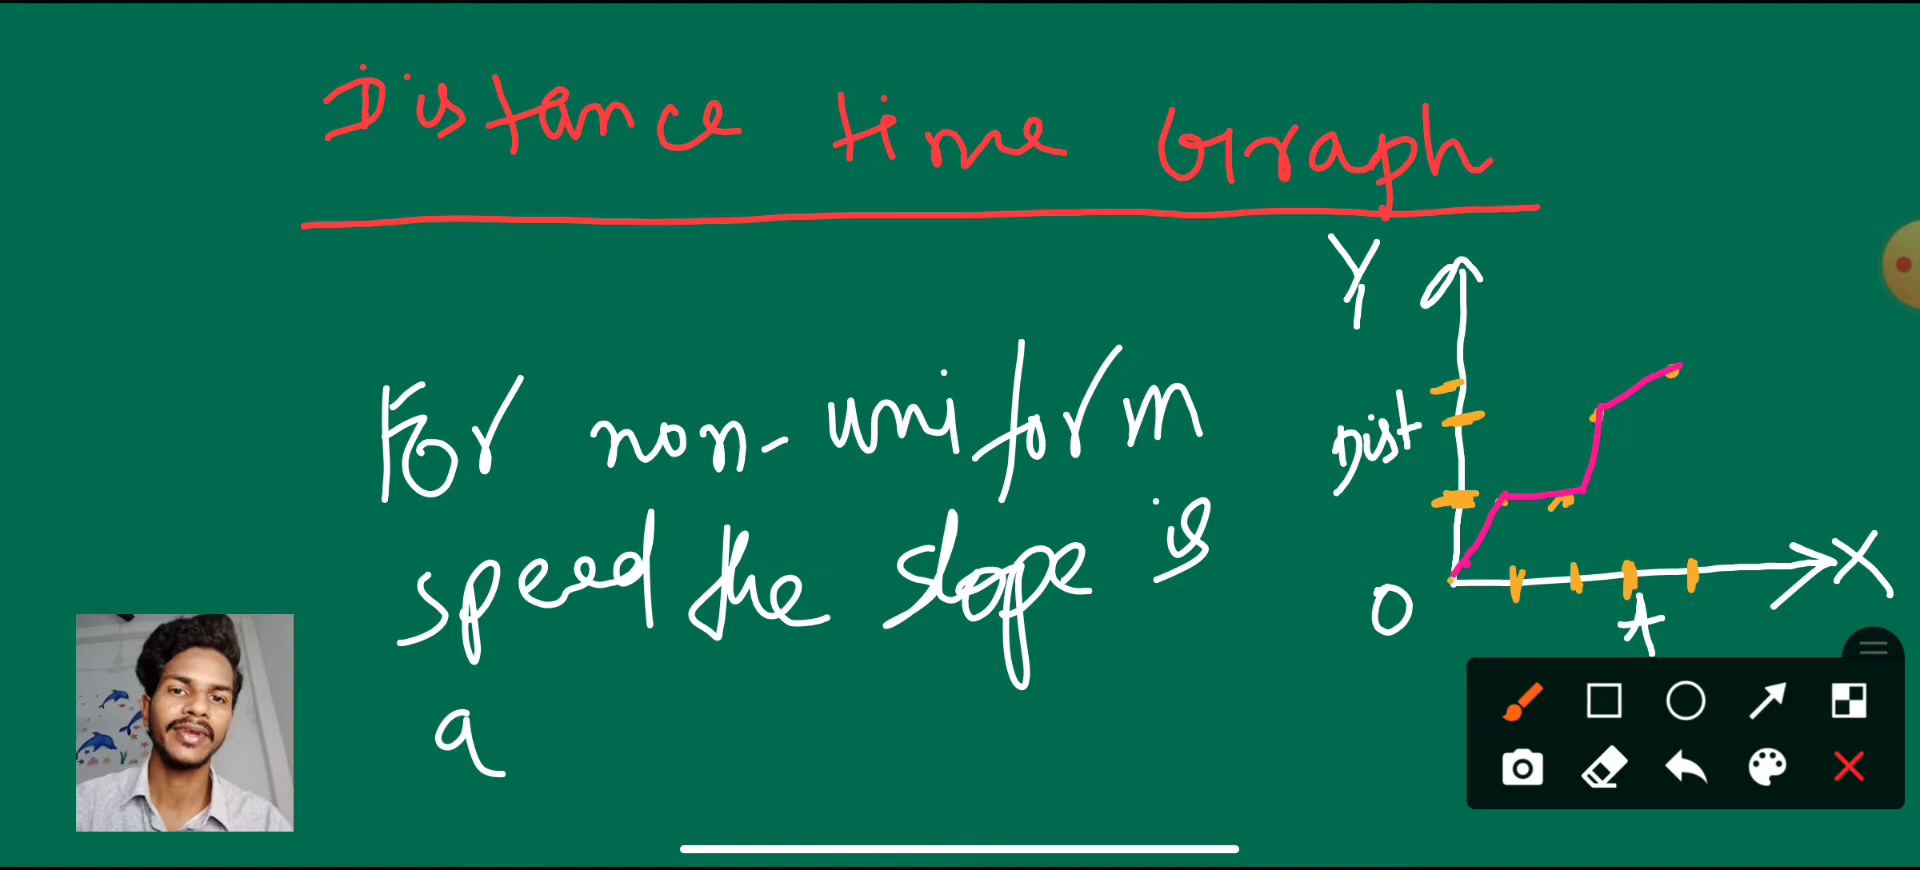 Distance time Graph
Y
For non-uniform
Dist
speed the slope is
X
O
t
a